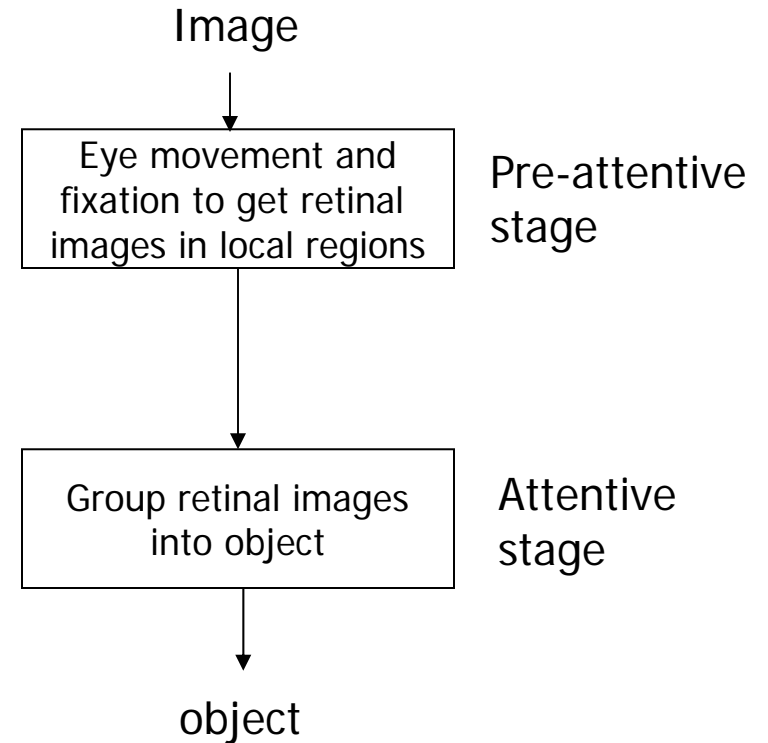 Image
Eye movement and
fixation to get retinal
images in local regions
Pre-attentive
stage
Group retinal images
into object
Attentive
stage
object